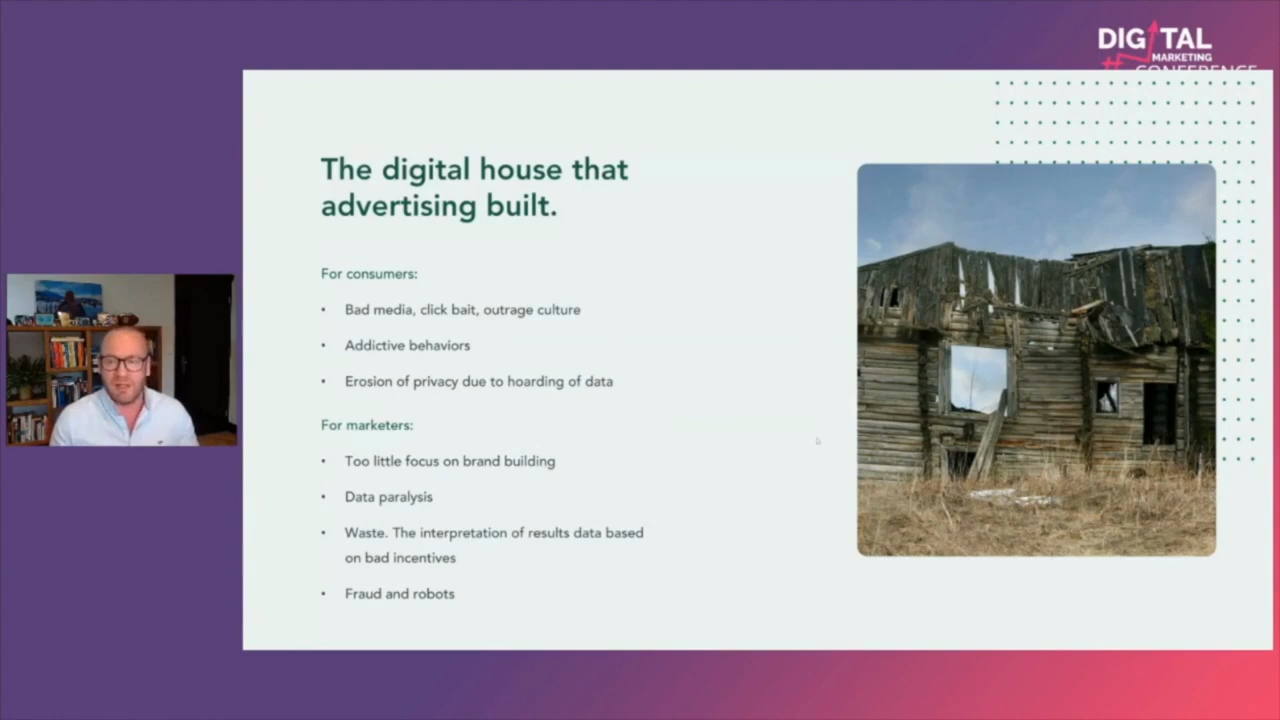 DIGITAL
MARKETING
#CONFERENCE
The digital house that
advertising built.
For consumers:
• Bad media, click bait, outrage culture
• Addictive behaviors
• Erosion of privacy due to hoarding of data
For marketers:
• Too little focus on brand building
• Data paralysis
• Waste. The interpretation of results data based
on bad incentives
• Fraud and robots